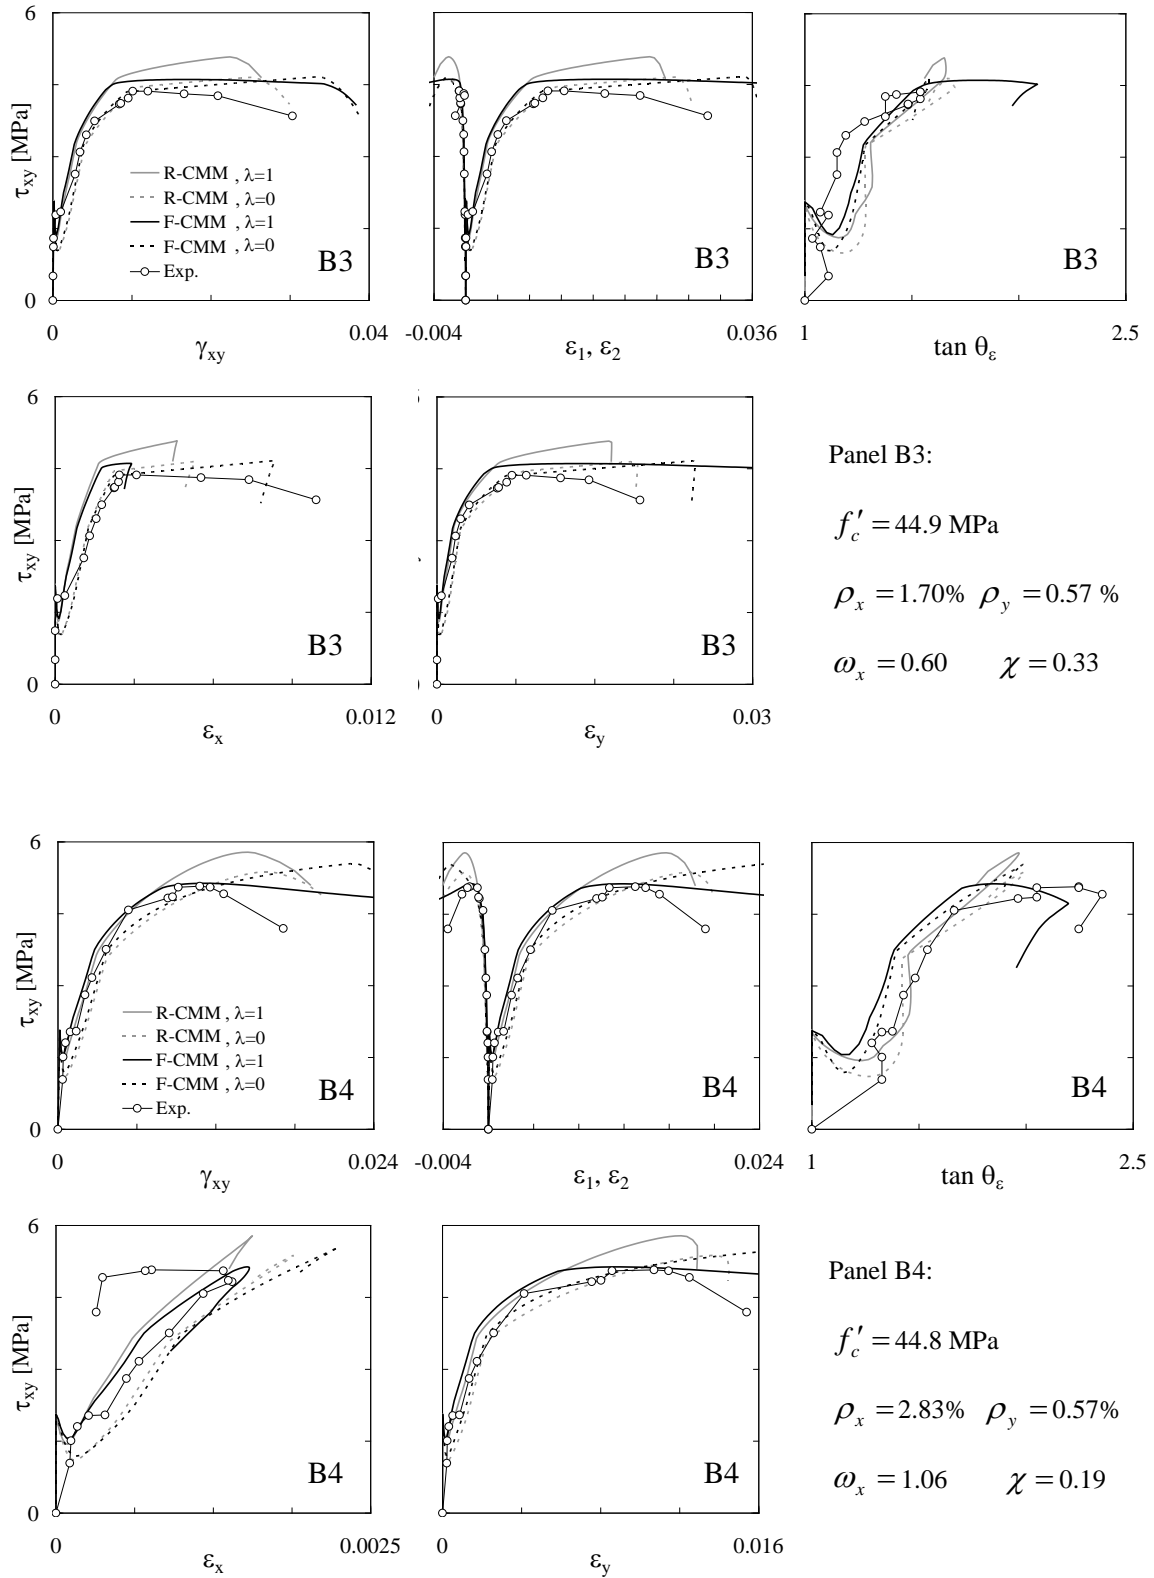 6
τxy [MPa]
R-CMM , λ=1
R-CMM , λ=0
F-CMM , λ=1
F-CMM , λ=0
Exp.
B3
B3
B3
0
0 0.04 -0.004 0.036 1 2.5
γxy ε1, ε2 tan θε
6
τxy [MPa]
B3
B3
0
0 0.012 0 0.03
εx εy
Panel B3:
f′c = 44.9 MPa
ρx = 1.70% ρy = 0.57 %
ωx = 0.60 χ = 0.33
6
τxy [MPa]
R-CMM , λ=1
R-CMM , λ=0
F-CMM , λ=1
F-CMM , λ=0
Exp.
B4
B4
B4
0
0 0.024 -0.004 0.024 1 2.5
γxy ε1, ε2 tan θε
6
τxy [MPa]
B4
B4
0
0 0.0025 0 0.016
εx εy
Panel B4:
f′c = 44.8 MPa
ρx = 2.83% ρy = 0.57%
ωx = 1.06 χ = 0.19